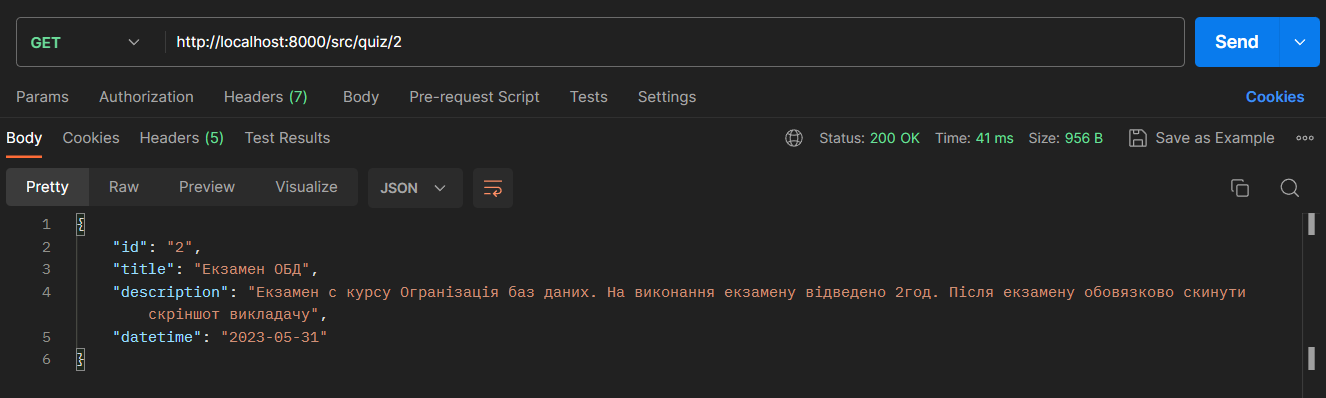 GET http://localhost:8000/src/quiz/2 Send
Params Authorization Headers (7) Body Pre-request Script Tests Settings Cookies
Body Cookies Headers (5) Test Results Status: 200 OK Time: 41 ms Size: 956 B Save as Example
Pretty Raw Preview Visualize JSON
1 {
2 "id": "2",
3 "title": "Екзамен ОБД",
4 "description": "Екзамен с курсу Огранізація баз даних. На виконання екзамену відведено 2год. Після екзамену обовязково скинути
скріншот викладачу",
5 "datetime": "2023-05-31"
6 }